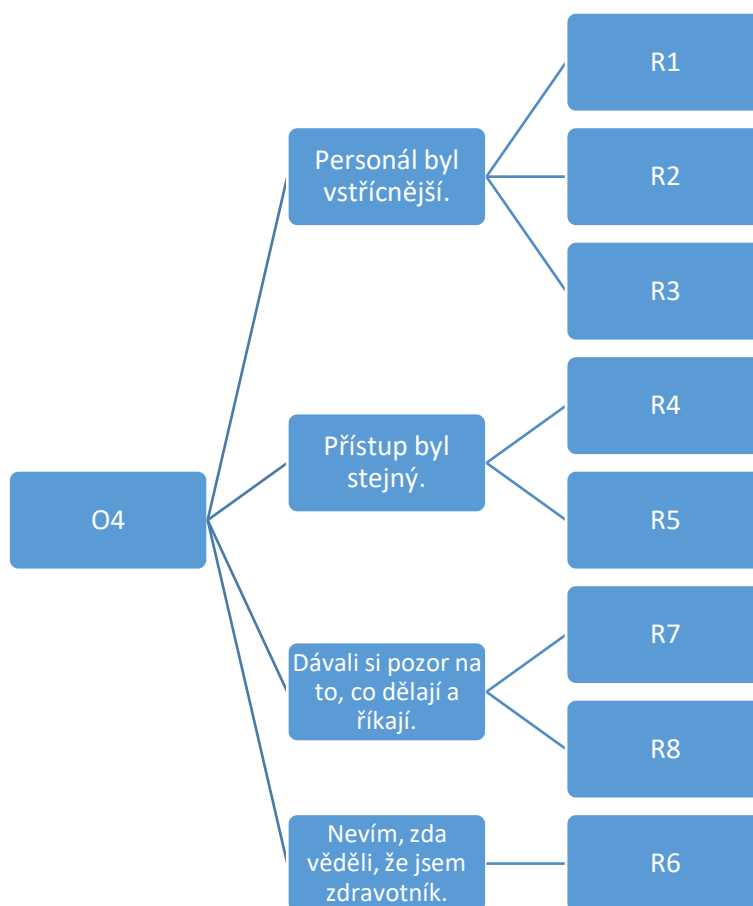 O4
Personál byl
vstřícnější.
R1
R2
R3
Přístup byl
stejný.
R4
R5
Dávali si pozor na
to, co dělají a
říkají.
R7
R8
Nevím, zda
věděli, že jsem
zdravotník.
R6